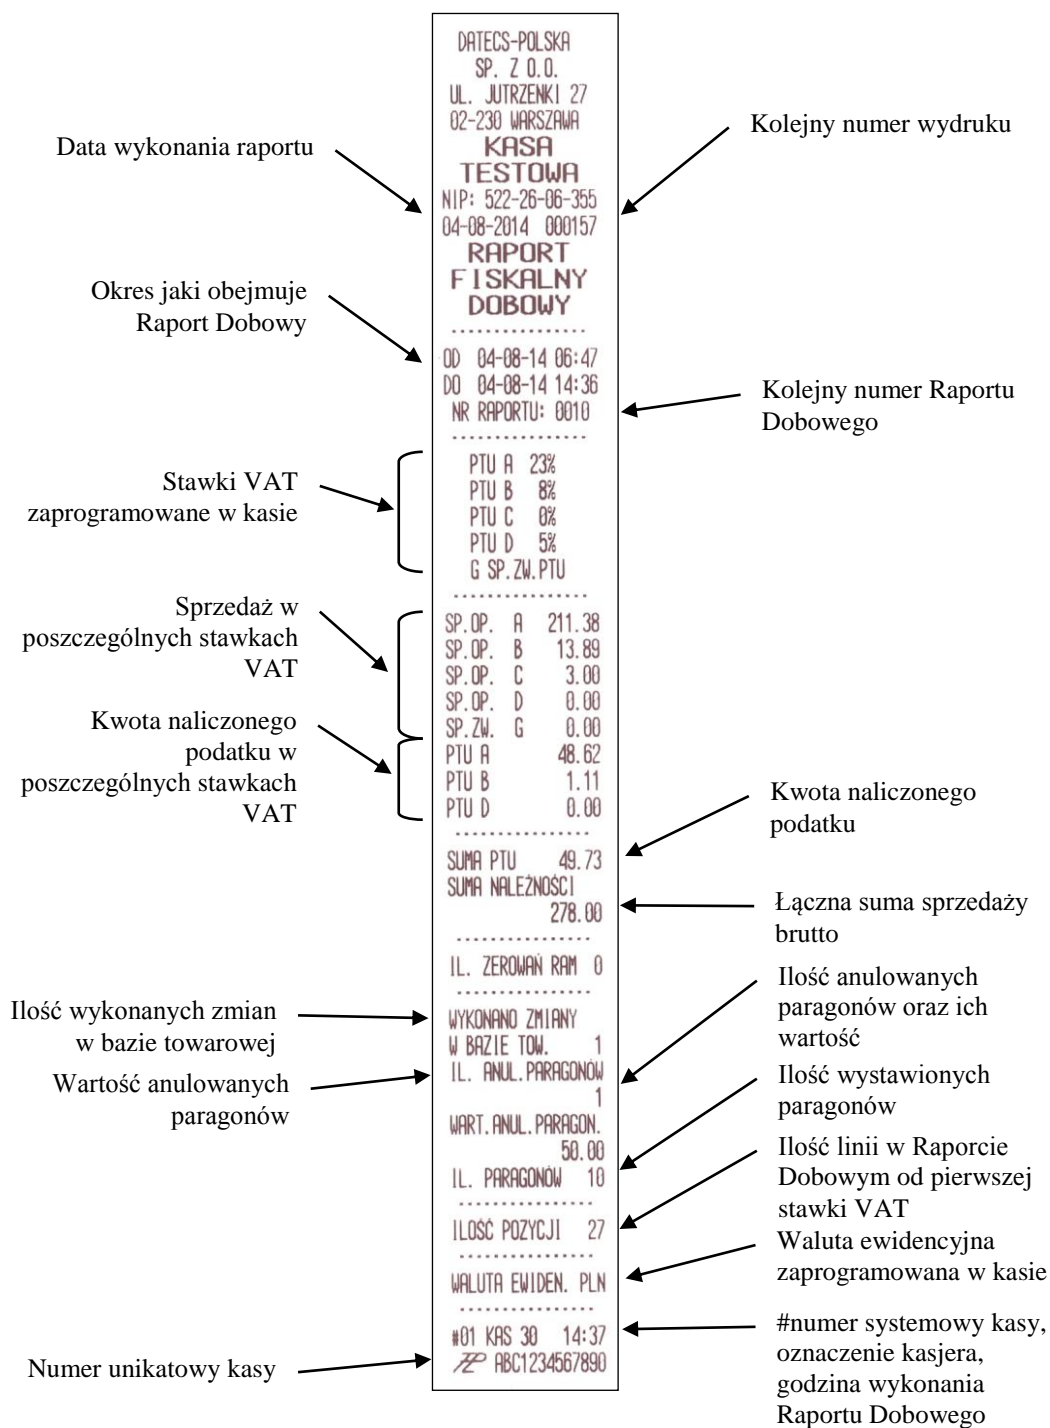 DATECS-POLSKA
SP. Z O.O.
UL. JUTRZENKI 27
02-230 WARSZAWA
KASA
TESTOWA
NIP: 522-26-06-355
04-08-2014 000157
RAPORT
FISKALNY
DOBOWY
OD 04-08-14 06:47
DO 04-08-14 14:36
NR RAPORTU: 0010
PTU A 23%
PTU B 8%
PTU C 0%
PTU D 5%
G SP.ZW.PTU
SP.OP. A 211.38
SP.OP. B 13.89
SP.OP. C 3.00
SP.OP. D 0.00
SP.ZW. G 0.00
PTU A 48.62
PTU B 1.11
PTU D 0.00
SUMA PTU 49.73
SUMA NALEŻNOŚCI
278.00
IL. ZEROWAŃ RAM 0
WYKONANO ZMIANY
W BAZIE TOW. 1
IL. ANUL.PARAGONÓW
1
WART.ANUL.PARAGON.
50.00
IL. PARAGONÓW 10
ILOŚĆ POZYCJI 27
WALUTA EWIDEN. PLN
#01 KAS 30 14:37
ABC1234567890
Data wykonania raportu
Okres jaki obejmuje
Raport Dobowy
Stawki VAT
zaprogramowane w kasie
Sprzedaż w
poszczególnych stawkach
VAT
Kwota naliczonego
podatku w
poszczególnych stawkach
VAT
Ilość wykonanych zmian
w bazie towarowej
Wartość anulowanych
paragonów
Numer unikatowy kasy
Kolejny numer wydruku
Kolejny numer Raportu
Dobowego
Kwota naliczonego
podatku
Łączna suma sprzedaży
brutto
Ilość anulowanych
paragonów oraz ich
wartość
Ilość wystawionych
paragonów
Ilość linii w Raporcie
Dobowym od pierwszej
stawki VAT
Waluta ewidencyjna
zaprogramowana w kasie
#numer systemowy kasy,
oznaczenie kasjera,
godzina wykonania
Raportu Dobowego